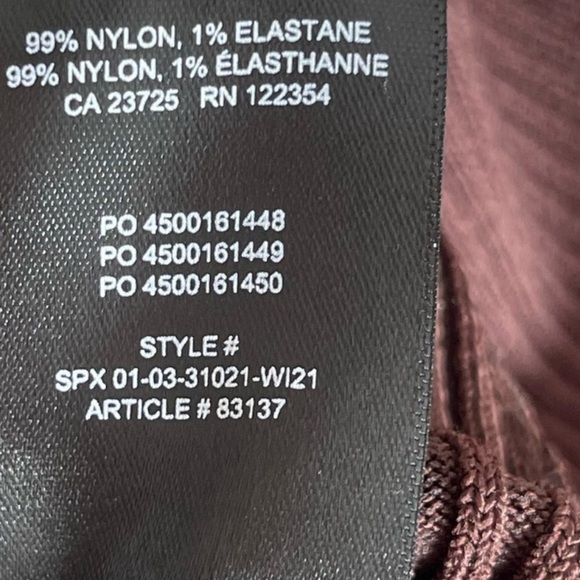 99% NYLON, 1% ELASTANE
99% NYLON, 1% ÉLASTHANNE
CA 23725 RN 122354
PO 4500161448
PO 4500161449
PO 4500161450
STYLE #
SPX 01-03-31021-WI21
ARTICLE # 83137